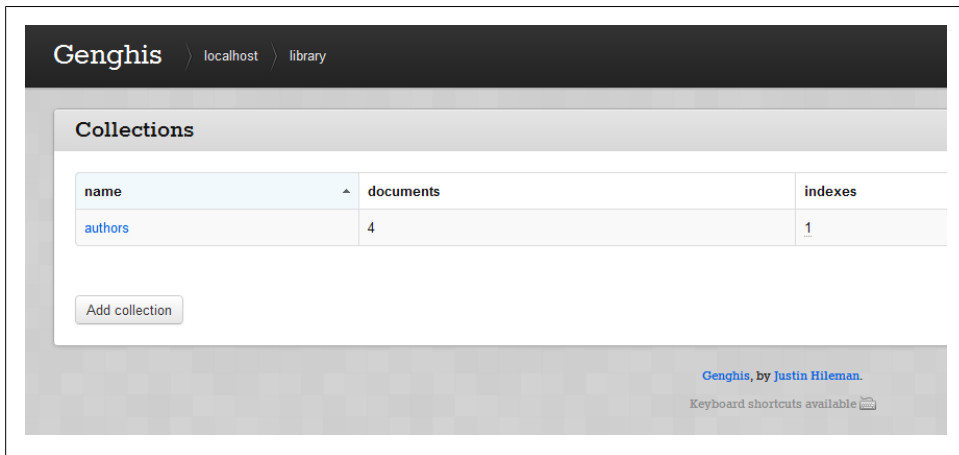 Genghis localhost library
Collections
name documents indexes
authors 4 1
Add collection
Genghis, by Justin Hileman.
Keyboard shortcuts available